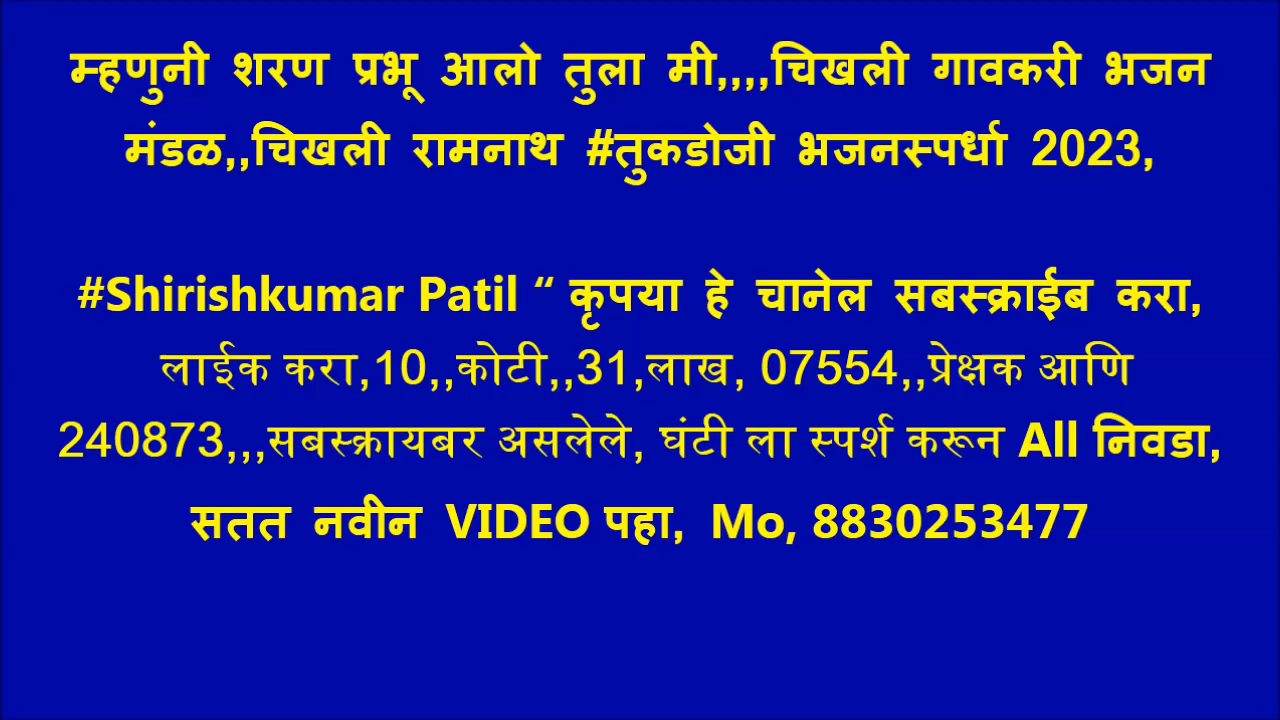 म्हणुनी शरण प्रभू आलो तुला मी,,,,चिखली गावकरी भजन
मंडळ,,चिखली रामनाथ #तुकडोजी भजनस्पर्धा 2023,
#Shirishkumar Patil “ कृपया हे चानेल सबस्क्राईब करा,
लाईक करा,10,,कोटी,,31,लाख, 07554,,प्रेक्षक आणि
240873,,,सबस्क्रायबर असलेले, घंटी ला स्पर्श करून All निवडा,
सतत नवीन VIDEO पहा, Mo, 8830253477